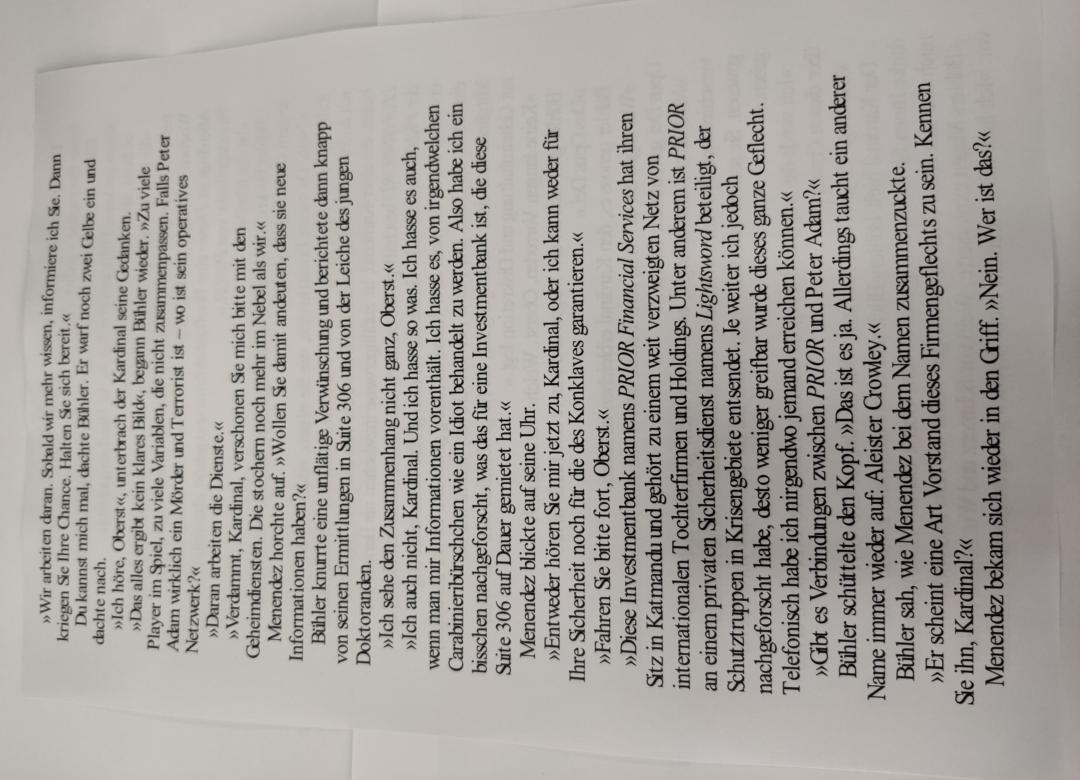 »Wir arbeiten daran. Sobald wir mehr wissen, informiere ich Sie. Dann
kriegen Sie Ihre Chance. Halten Sie sich bereit.«
Du kannst mich mal, dachte Bühler. Er warf noch zwei Gelbe ein und
dachte nach.
»Ich höre, Oberst«, unterbrach der Kardinal seine Gedanken.
»Das alles ergibt kein klares Bild«, begann Bühler wieder. »Zu viele
Player im Spiel, zu viele Variablen, die nicht zusammenpassen. Falls Peter
Adam wirklich ein Mörder und Terrorist ist – wo ist sein operatives
Netzwerk?«
»Daran arbeiten die Dienste.«
»Verdammt, Kardinal, verschonen Sie mich bitte mit den
Geheimdiensten. Die stochern noch mehr im Nebel als wir.«
Menendez horchte auf. »Wollen Sie damit andeuten, dass sie neue
Informationen haben?«
Bühler knurrte eine unflätige Verwünschung und berichtete dann knapp
von seinen Ermittlungen in Suite 306 und von der Leiche des jungen
Doktoranden.
»Ich sehe den Zusammenhang nicht ganz, Oberst.«
»Ich auch nicht, Kardinal. Und ich hasse so was. Ich hasse es auch,
wenn man mir Informationen vorenthält. Ich hasse es, von irgendwelchen
Carabinieribürschchen wie ein Idiot behandelt zu werden. Also habe ich ein
bisschen nachgeforscht, was das für eine Investmentbank ist, die diese
Suite 306 auf Dauer gemietet hat.«
Menendez blickte auf seine Uhr.
»Entweder hören Sie mir jetzt zu, Kardinal, oder ich kann weder für
Ihre Sicherheit noch für die des Konklaves garantieren.«
»Fahren Sie bitte fort, Oberst.«
»Diese Investmentbank namens PRIOR Financial Services hat ihren
Sitz in Katmandu und gehört zu einem weit verzweigten Netz von
internationalen Tochterfirmen und Holdings. Unter anderem ist PRIOR
an einem privaten Sicherheitsdienst namens Lightsword beteiligt, der
Schutztruppen in Krisengebiete entsendet. Je weiter ich jedoch
nachgeforscht habe, desto weniger greifbar wurde dieses ganze Geflecht.
Telefonisch habe ich nirgendwo jemand erreichen können.«
»Gibt es Verbindungen zwischen PRIOR und Peter Adam?«
Bühler schüttelte den Kopf. »Das ist es ja. Allerdings taucht ein anderer
Name immer wieder auf: Aleister Crowley.«
Bühler sah, wie Menendez bei dem Namen zusammenzuckte.
»Er scheint eine Art Vorstand dieses Firmengeflechts zu sein. Kennen
Sie ihn, Kardinal?«
Menendez bekam sich wieder in den Griff. »Nein. Wer ist das?«